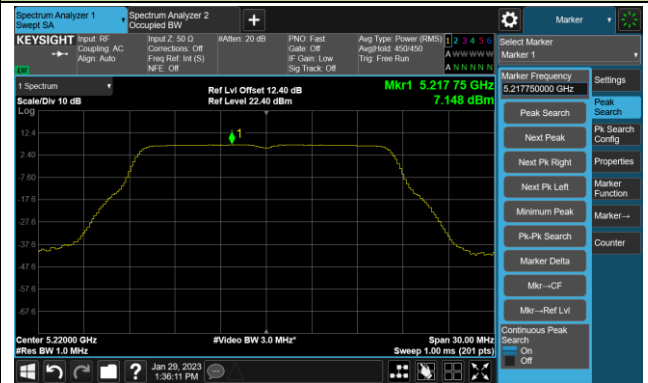 Spectrum Analyzer 1
Swept SA
Spectrum Analyzer 2
Occupied BW
+
Marker
KEYSIGHT
Input: RF
Coupling: AC
Align: Auto
Input Z: 50 Ω
Corrections: Off
Freq Ref: Int (S)
NFE: Off
#Atten: 20 dB
PNO: Fast
Gate: Off
IF Gain: Low
Sig Track: Off
Avg Type: Power (RMS)
Avg|Hold: 450/450
Trig: Free Run
1 2 3 4 5 6
A W W W W W
A N N N N N
Select Marker
Marker 1
1 Spectrum
Scale/Div 10 dB
Log
Ref Lvl Offset 12.40 dB
Ref Level 22.40 dBm
Mkr1 5.217 75 GHz
7.148 dBm
1
12.4
2.40
-7.60
-17.6
-27.6
-37.6
-47.6
-57.6
-67.6
Center 5.22000 GHz
#Res BW 1.0 MHz
#Video BW 3.0 MHz*
Span 30.00 MHz
Sweep 1.00 ms (201 pts)
Marker Frequency
5.217750000 GHz
Peak Search
Next Peak
Next Pk Right
Next Pk Left
Minimum Peak
Pk-Pk Search
Marker Delta
Mkr→CF
Mkr→Ref Lvl
Continuous Peak
Search
On
Off
Settings
Peak
Search
Pk Search
Config
Properties
Marker
Function
Marker→
Counter
?
Jan 29, 2023
1:36:11 PM